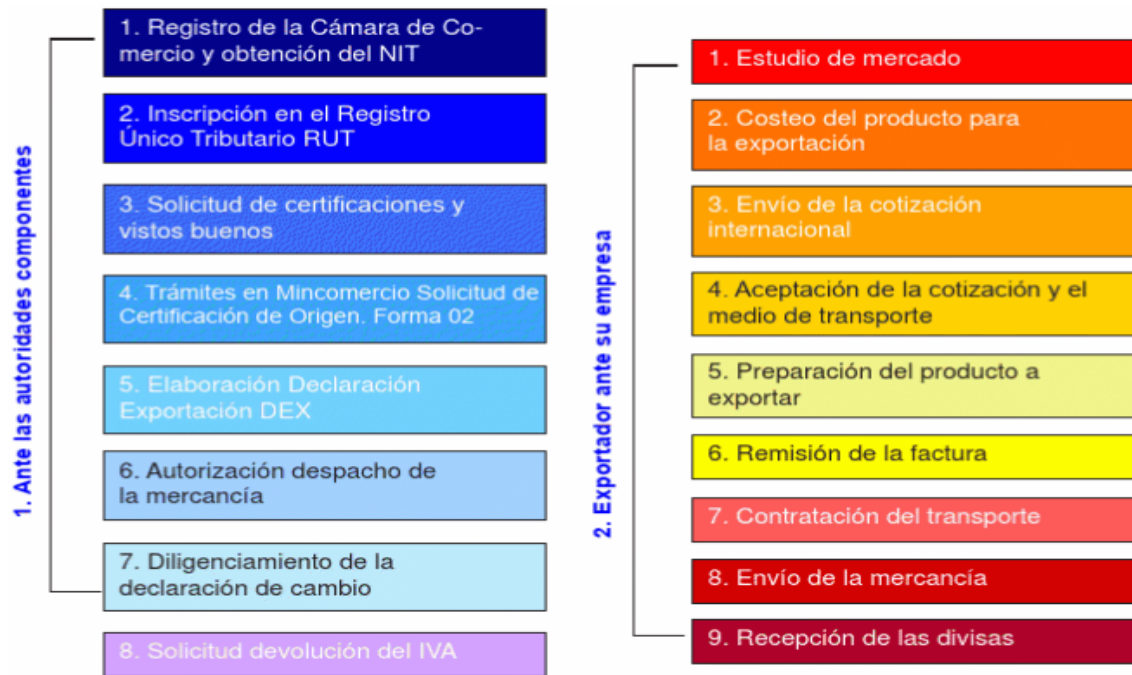 1. Ante las autoridades componentes
1. Registro de la Cámara de Co-
mercio y obtención del NIT
2. Inscripción en el Registro
Único Tributario RUT
3. Solicitud de certificaciones y
vistos buenos
4. Trámites en Mincomercio Solicitud de
Certificación de Origen. Forma 02
5. Elaboración Declaración
Exportación DEX
6. Autorización despacho de
la mercancía
7. Diligenciamiento de la
declaración de cambio
8. Solicitud devolución del IVA
2. Exportador ante su empresa
1. Estudio de mercado
2. Costeo del producto para
la exportación
3. Envío de la cotización
internacional
4. Aceptación de la cotización y el
medio de transporte
5. Preparación del producto a
exportar
6. Remisión de la factura
7. Contratación del transporte
8. Envío de la mercancía
9. Recepción de las divisas